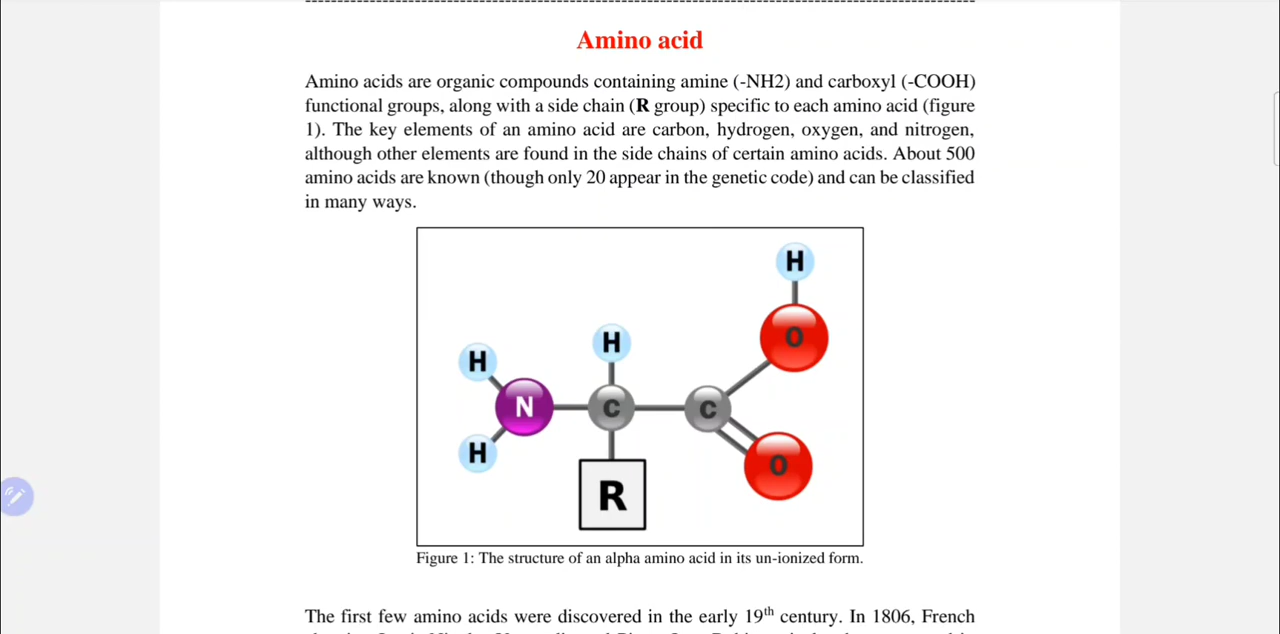 Amino acid
Amino acids are organic compounds containing amine (-NH2) and carboxyl (-COOH)
functional groups, along with a side chain (R group) specific to each amino acid (figure
1). The key elements of an amino acid are carbon, hydrogen, oxygen, and nitrogen,
although other elements are found in the side chains of certain amino acids. About 500
amino acids are known (though only 20 appear in the genetic code) and can be classified
in many ways.
H
H
H
O
N
C
C
H
O
R
Figure 1: The structure of an alpha amino acid in its un-ionized form.
The first few amino acids were discovered in the early 19th century. In 1806, French